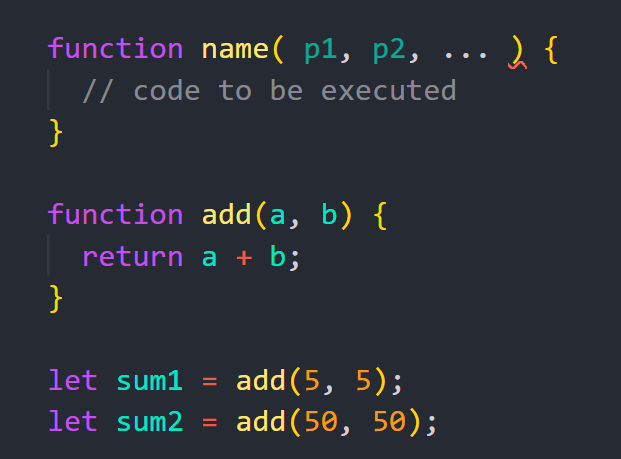 function name( p1, p2, ... ) {
  // code to be executed
}
function add(a, b) {
  return a + b;
}
let sum1 = add(5, 5);
let sum2 = add(50, 50);